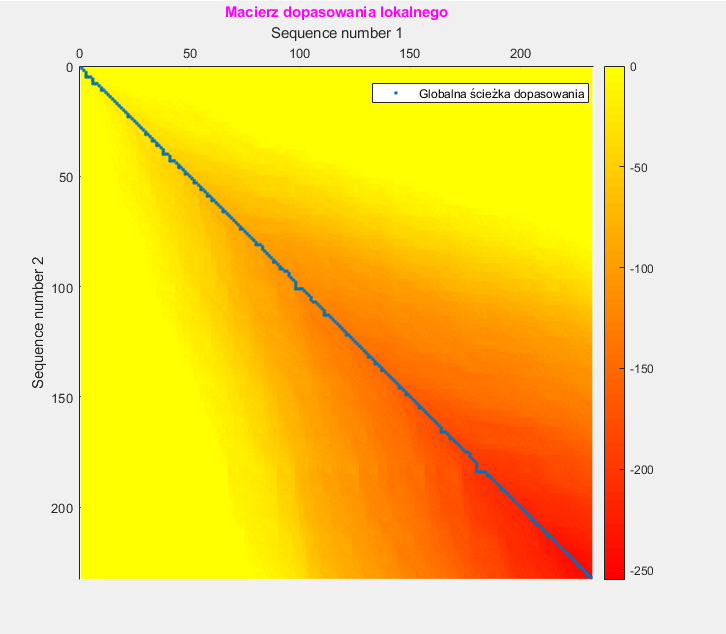 Macierz dopasowania lokalnego
Sequence number 1
0 50 100 150 200
0
50
100
150
200
Sequence number 2
Globalna ścieżka dopasowania
0
-50
-100
-150
-200
-250